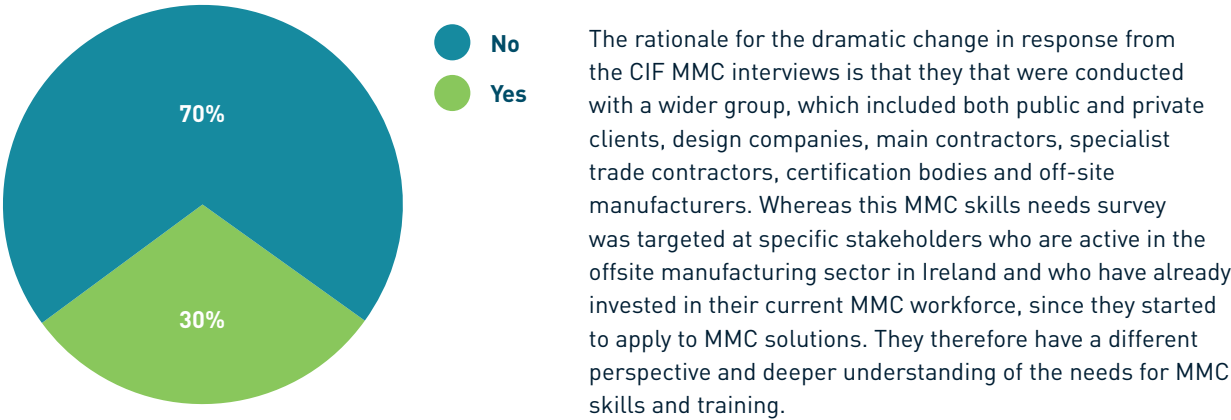 70%
30%
No
Yes
The rationale for the dramatic change in response from
the CIF MMC interviews is that they that were conducted
with a wider group, which included both public and private
clients, design companies, main contractors, specialist
trade contractors, certification bodies and off-site
manufacturers. Whereas this MMC skills needs survey
was targeted at specific stakeholders who are active in the
offsite manufacturing sector in Ireland and who have already
invested in their current MMC workforce, since they started
to apply to MMC solutions. They therefore have a different
perspective and deeper understanding of the needs for MMC
skills and training.